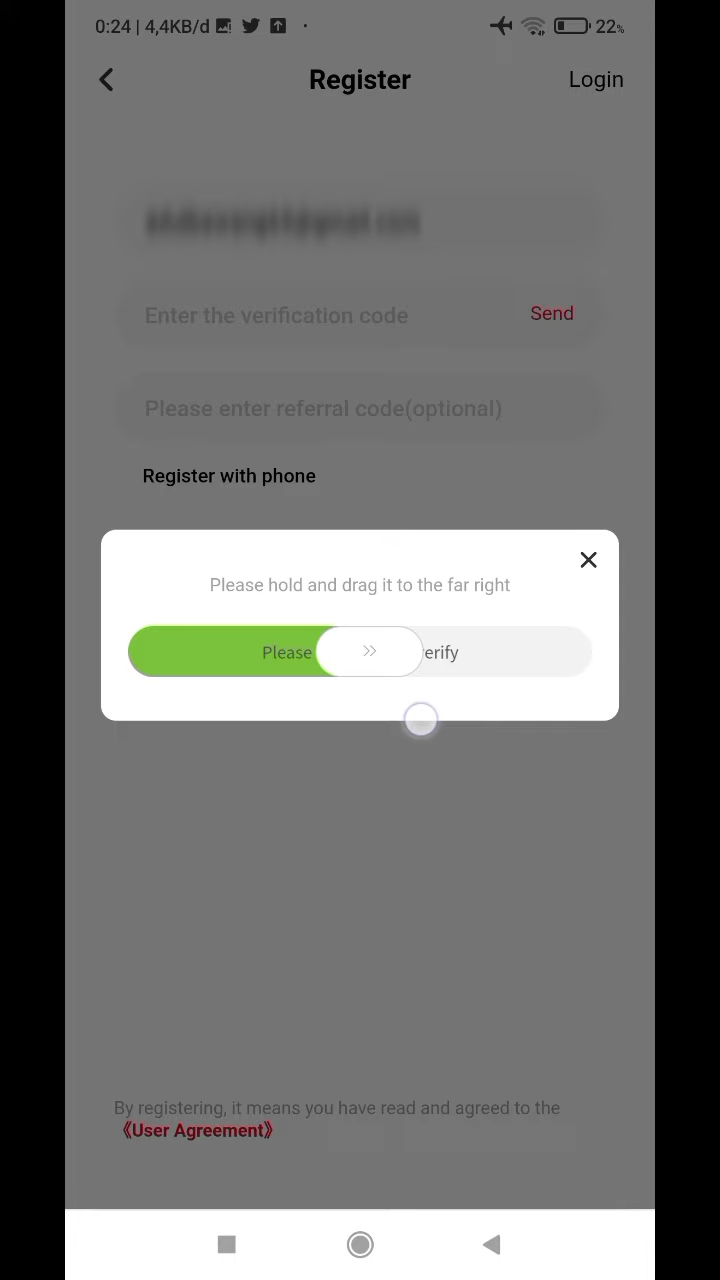 0:24 | 4,4KB/d
22%
Register
Login
Enter the verification code
Send
Please enter referral code(optional)
Register with phone
Please hold and drag it to the far right
Please
erify
By registering, it means you have read and agreed to the
《User Agreement》